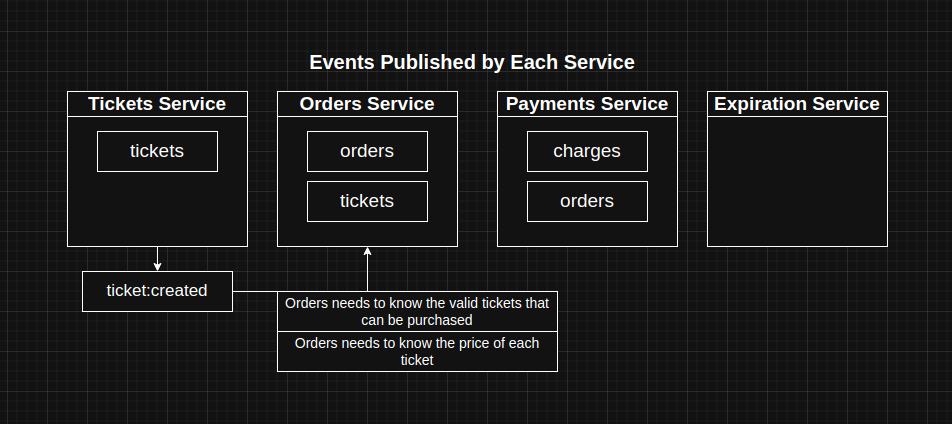 Events Published by Each Service
Tickets Service
tickets
Orders Service
orders
tickets
Payments Service
charges
orders
Expiration Service
ticket:created
Orders needs to know the valid tickets that
can be purchased
Orders needs to know the price of each
ticket